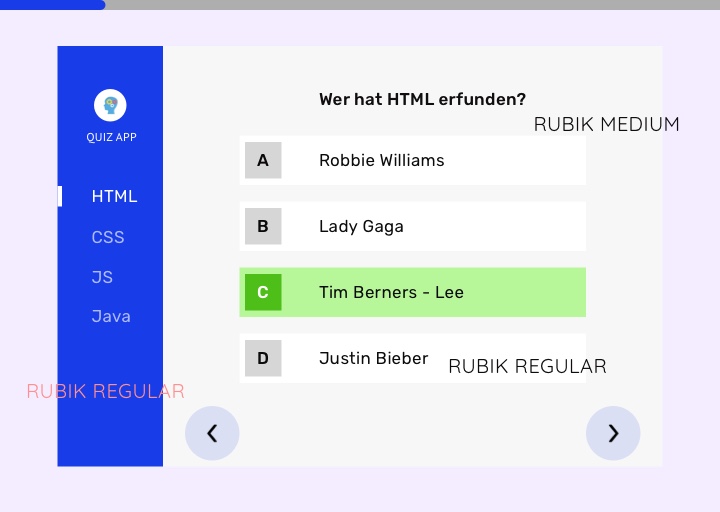 Wer hat HTML erfunden?
RUBIK MEDIUM
QUIZ APP
A Robbie Williams
HTML
B Lady Gaga
CSS
JS
C Tim Berners - Lee
Java
D Justin Bieber
RUBIK REGULAR
RUBIK REGULAR